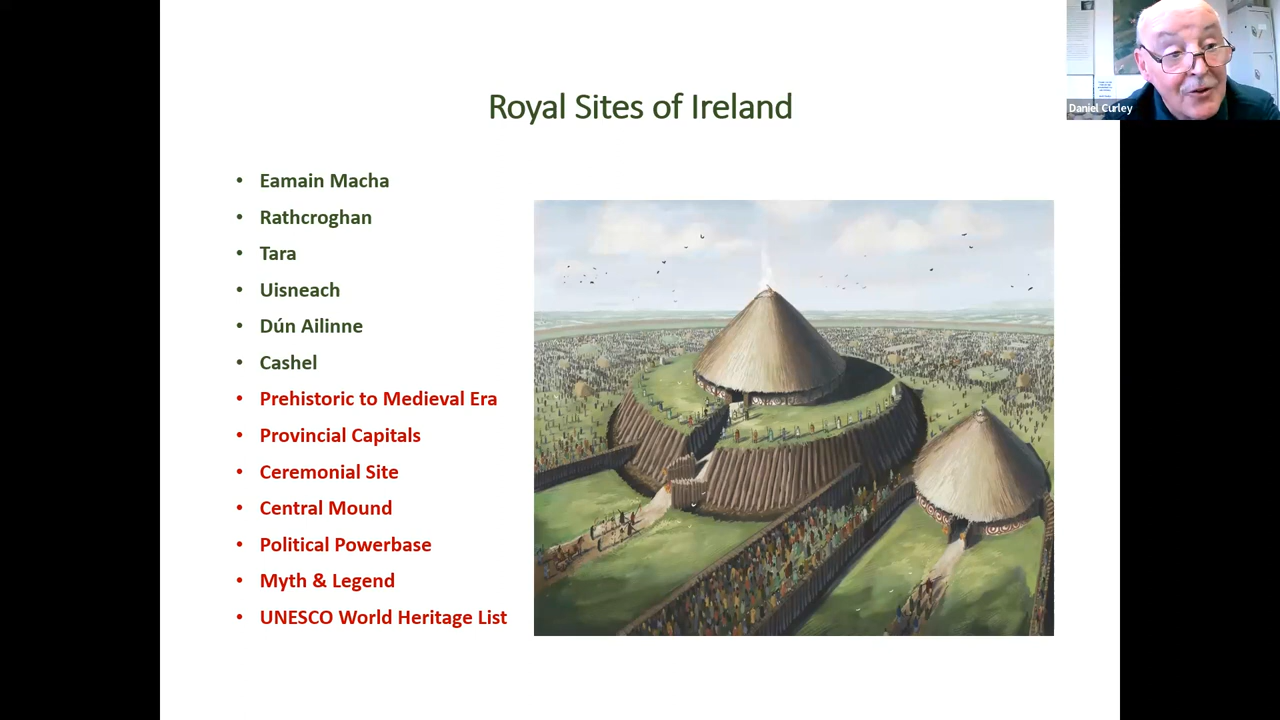 Royal Sites of Ireland
Daniel Curley
• Eamain Macha
• Rathcroghan
• Tara
• Uisneach
• Dún Ailinne
• Cashel
• Prehistoric to Medieval Era
• Provincial Capitals
• Ceremonial Site
• Central Mound
• Political Powerbase
• Myth & Legend
• UNESCO World Heritage List